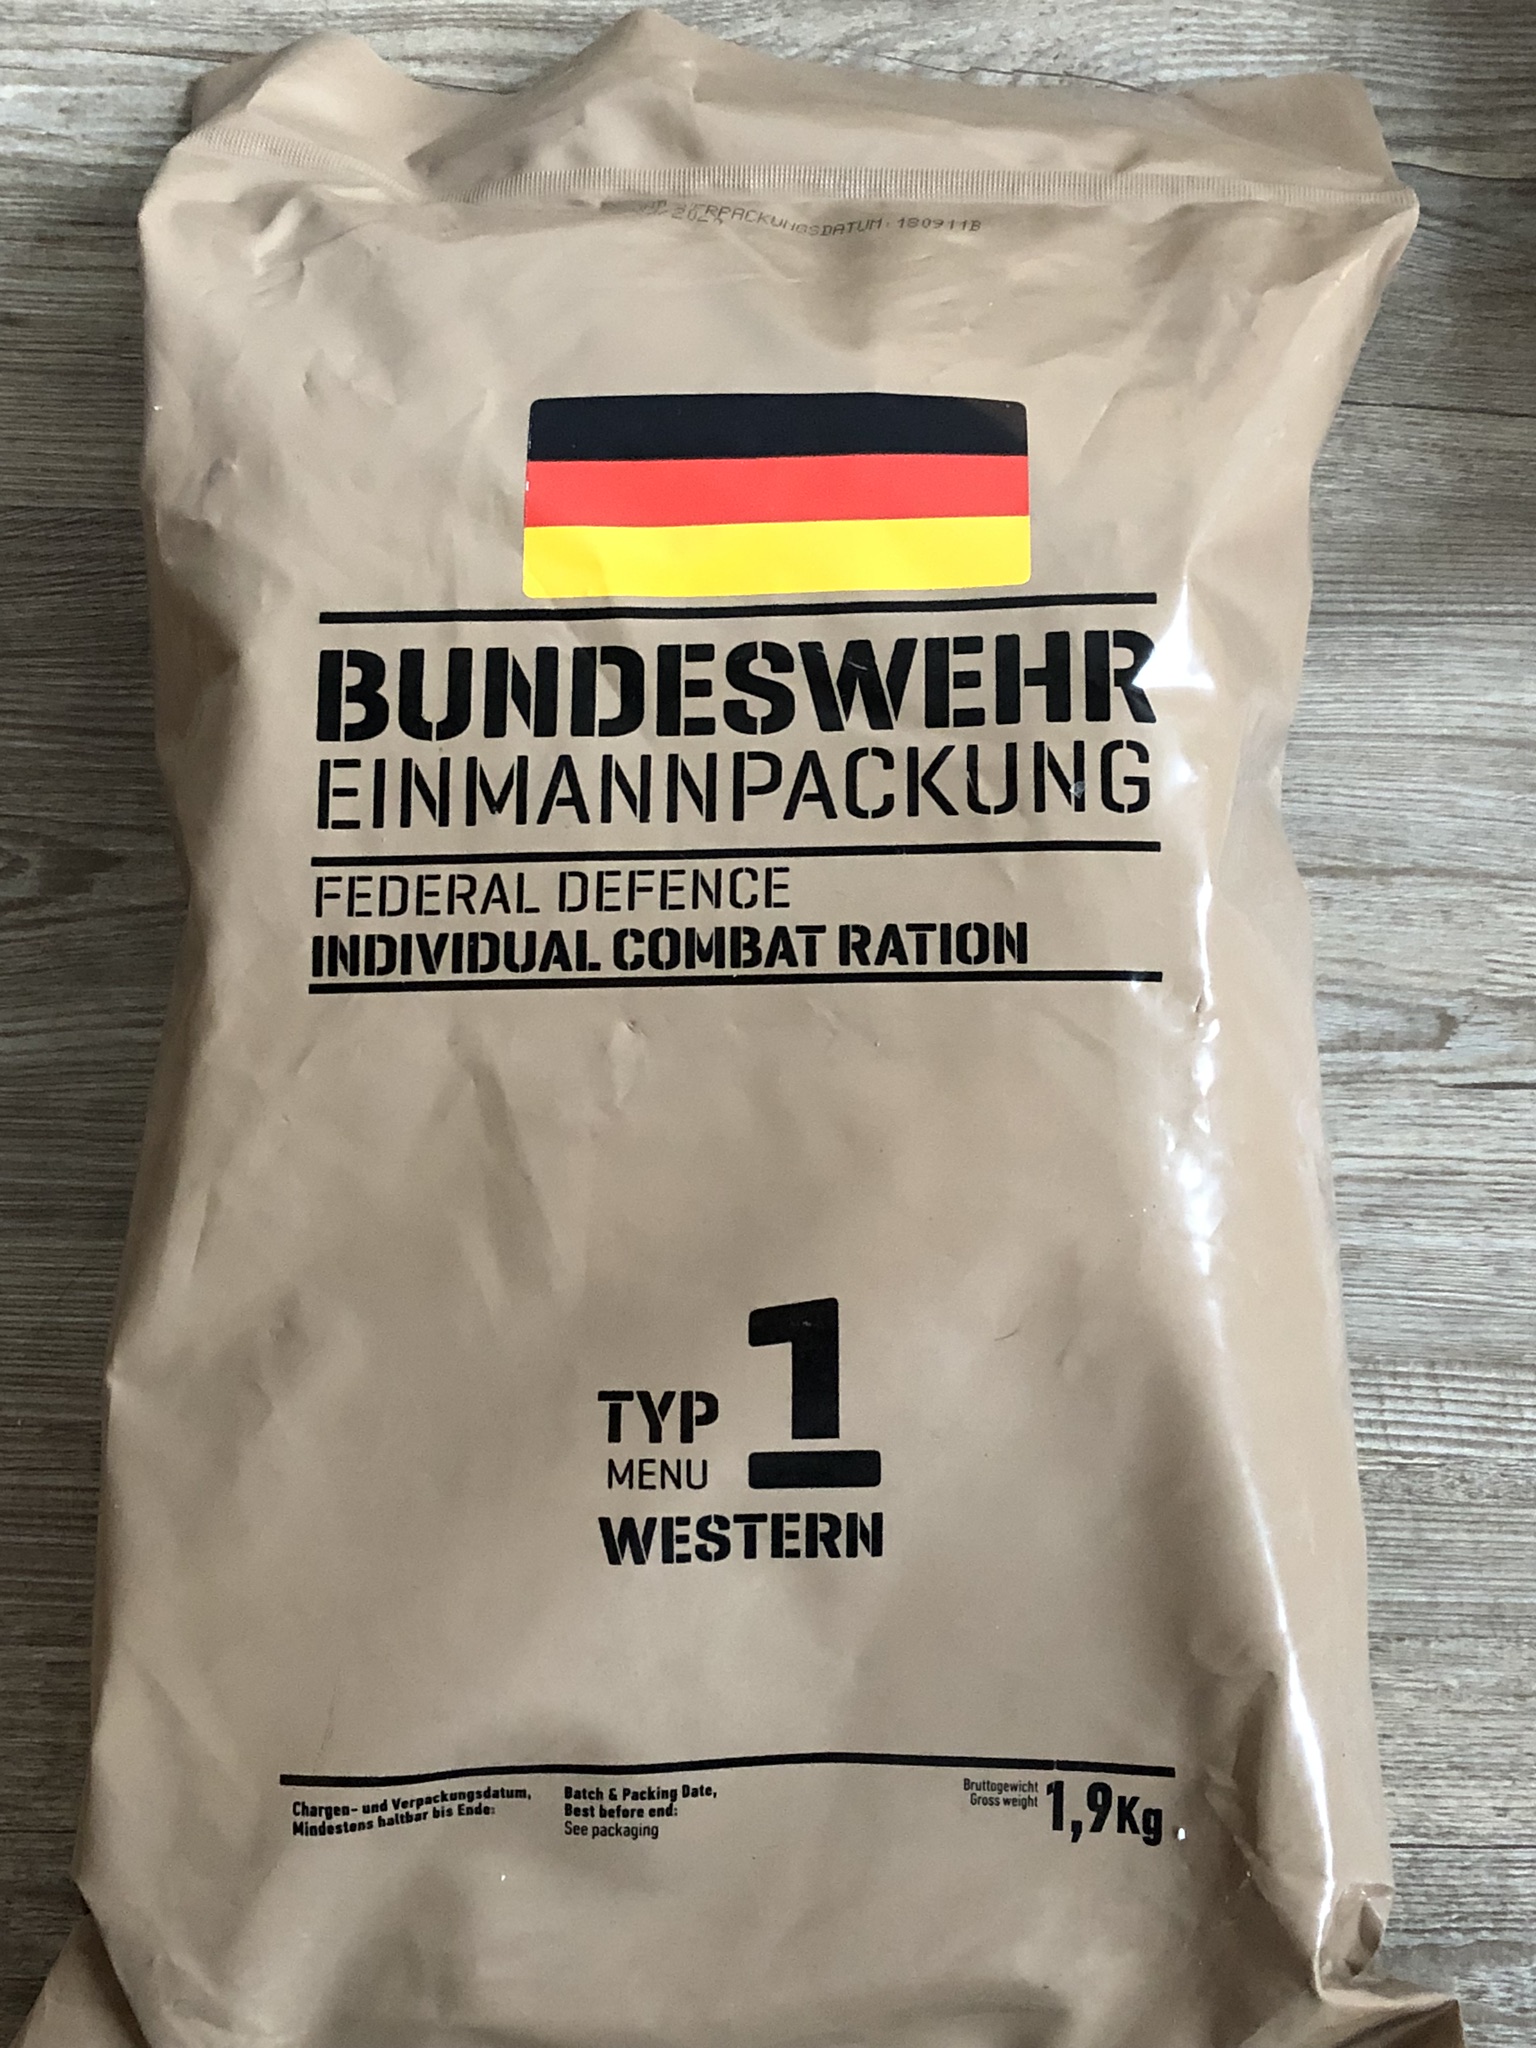 VERPACKUNGSDATUM: 180911B
BUNDESWEHR
EINMANNPACKUNG
FEDERAL DEFENCE
INDIVIDUAL COMBAT RATION
TYP 1
MENU
WESTERN
Chargen- und Verpackungsdatum,
Mindestens haltbar bis Ende:
Batch & Packing Date,
Best before end:
See packaging
Bruttogewicht
Gross weight
1,9Kg